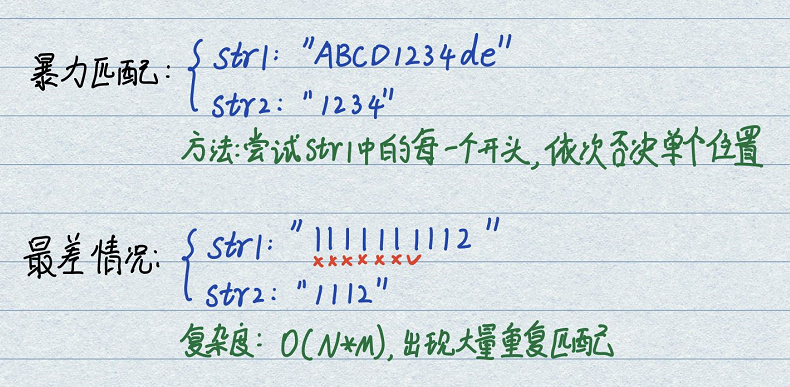 暴力匹配: { str1: "ABCD1234de"
str2: "1234"
方法:尝试str1中的每一个开头,依次否决单个位置
最差情况: { str1: "1111111112"
××××××✓
str2: "1112"
复杂度: O(N*M),出现大量重复匹配